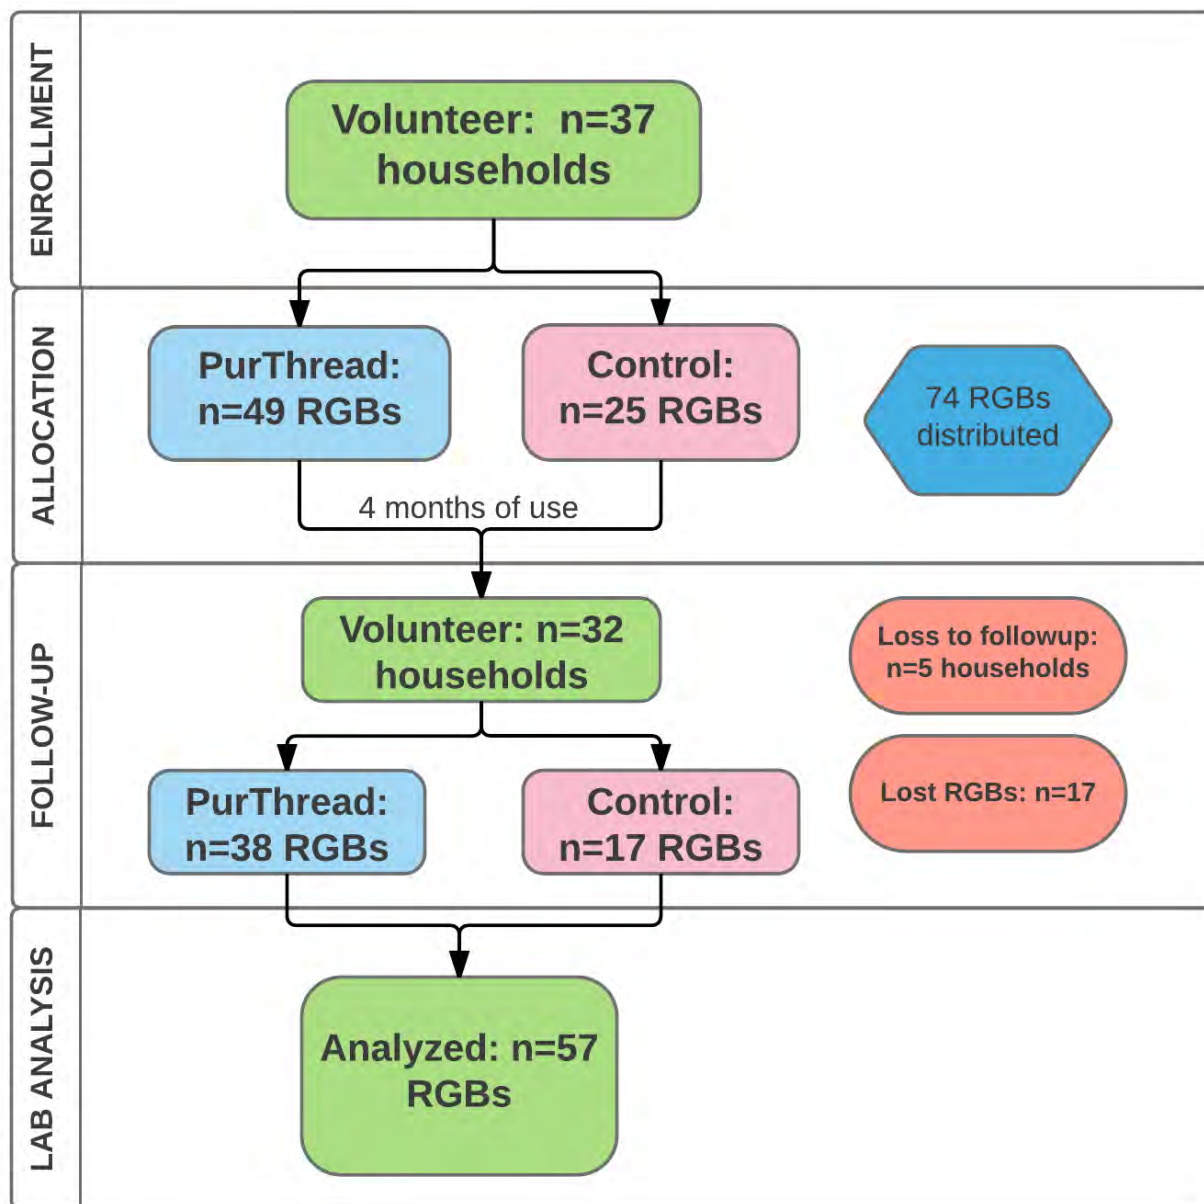 ENROLLMENT
Volunteer: n=37
households
ALLOCATION
PurThread:
n=49 RGBs
Control:
n=25 RGBs
74 RGBs
distributed
4 months of use
FOLLOW-UP
Volunteer: n=32
households
Loss to followup:
n=5 households
PurThread:
n=38 RGBs
Control:
n=17 RGBs
Lost RGBs: n=17
LAB ANALYSIS
Analyzed: n=57
RGBs